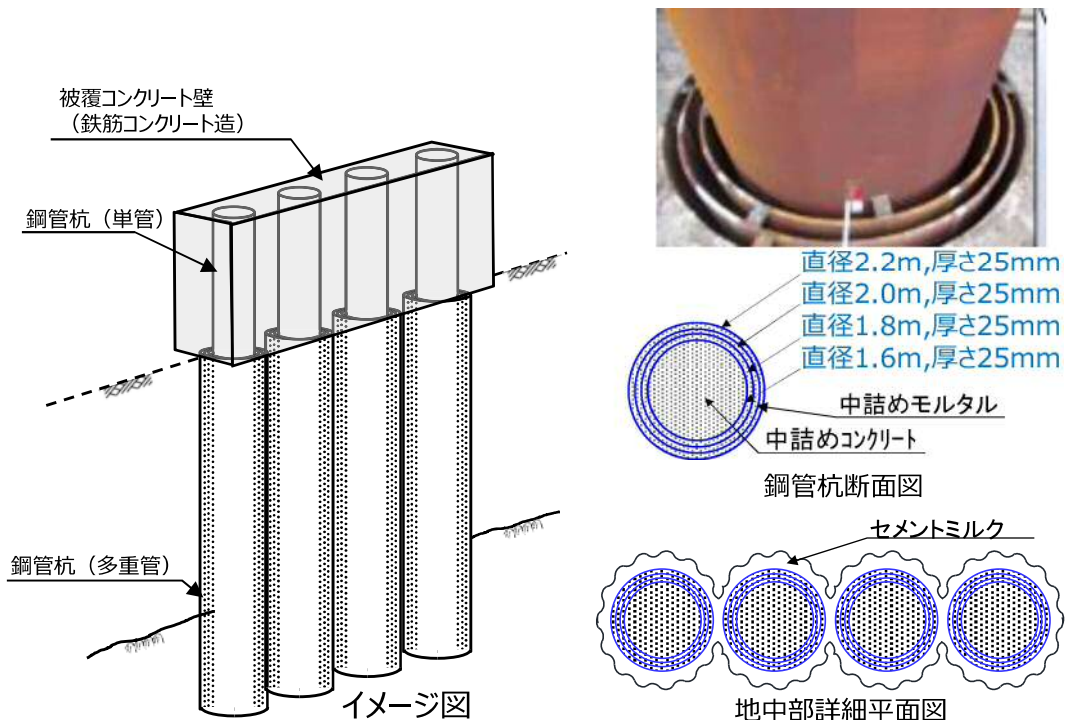 被覆コンクリート壁
（鉄筋コンクリート造）
鋼管杭（単管）
鋼管杭（多重管）
イメージ図
直径2.2m,厚さ25mm
直径2.0m,厚さ25mm
直径1.8m,厚さ25mm
直径1.6m,厚さ25mm
中詰めモルタル
中詰めコンクリート
鋼管杭断面図
セメントミルク
地中部詳細平面図